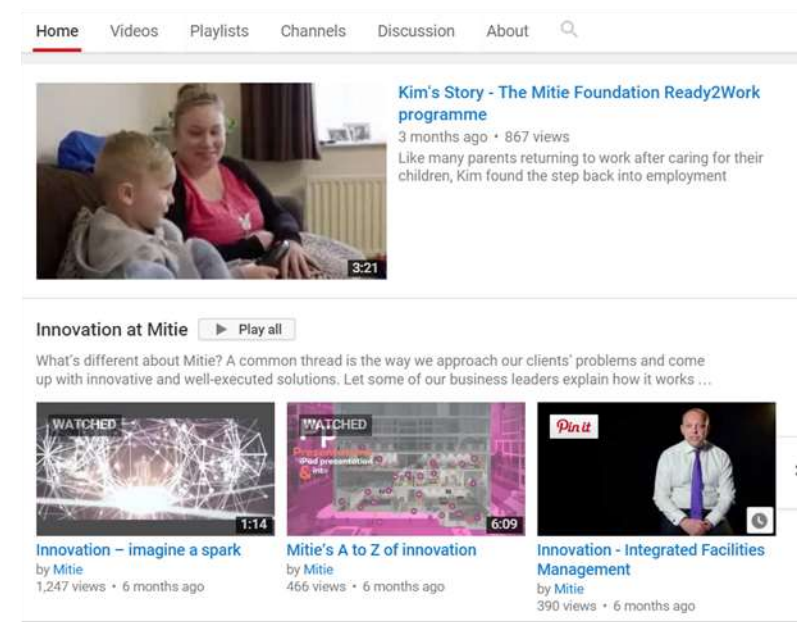 Home Videos Playlists Channels Discussion About
Kim's Story - The Mitie Foundation Ready2Work
programme
3 months ago • 867 views
Like many parents returning to work after caring for their
children, Kim found the step back into employment
3:21
Innovation at Mitie Play all
What's different about Mitie? A common thread is the way we approach our clients' problems and come
up with innovative and well-executed solutions. Let some of our business leaders explain how it works ...
WATCHED
1:14
WATCHED
Presentations
iPad presentation
&
6:09
Pin it
Innovation – imagine a spark
by Mitie
1,247 views • 6 months ago
Mitie's A to Z of innovation
by Mitie
466 views • 6 months ago
Innovation - Integrated Facilities
Management
by Mitie
390 views • 6 months ago